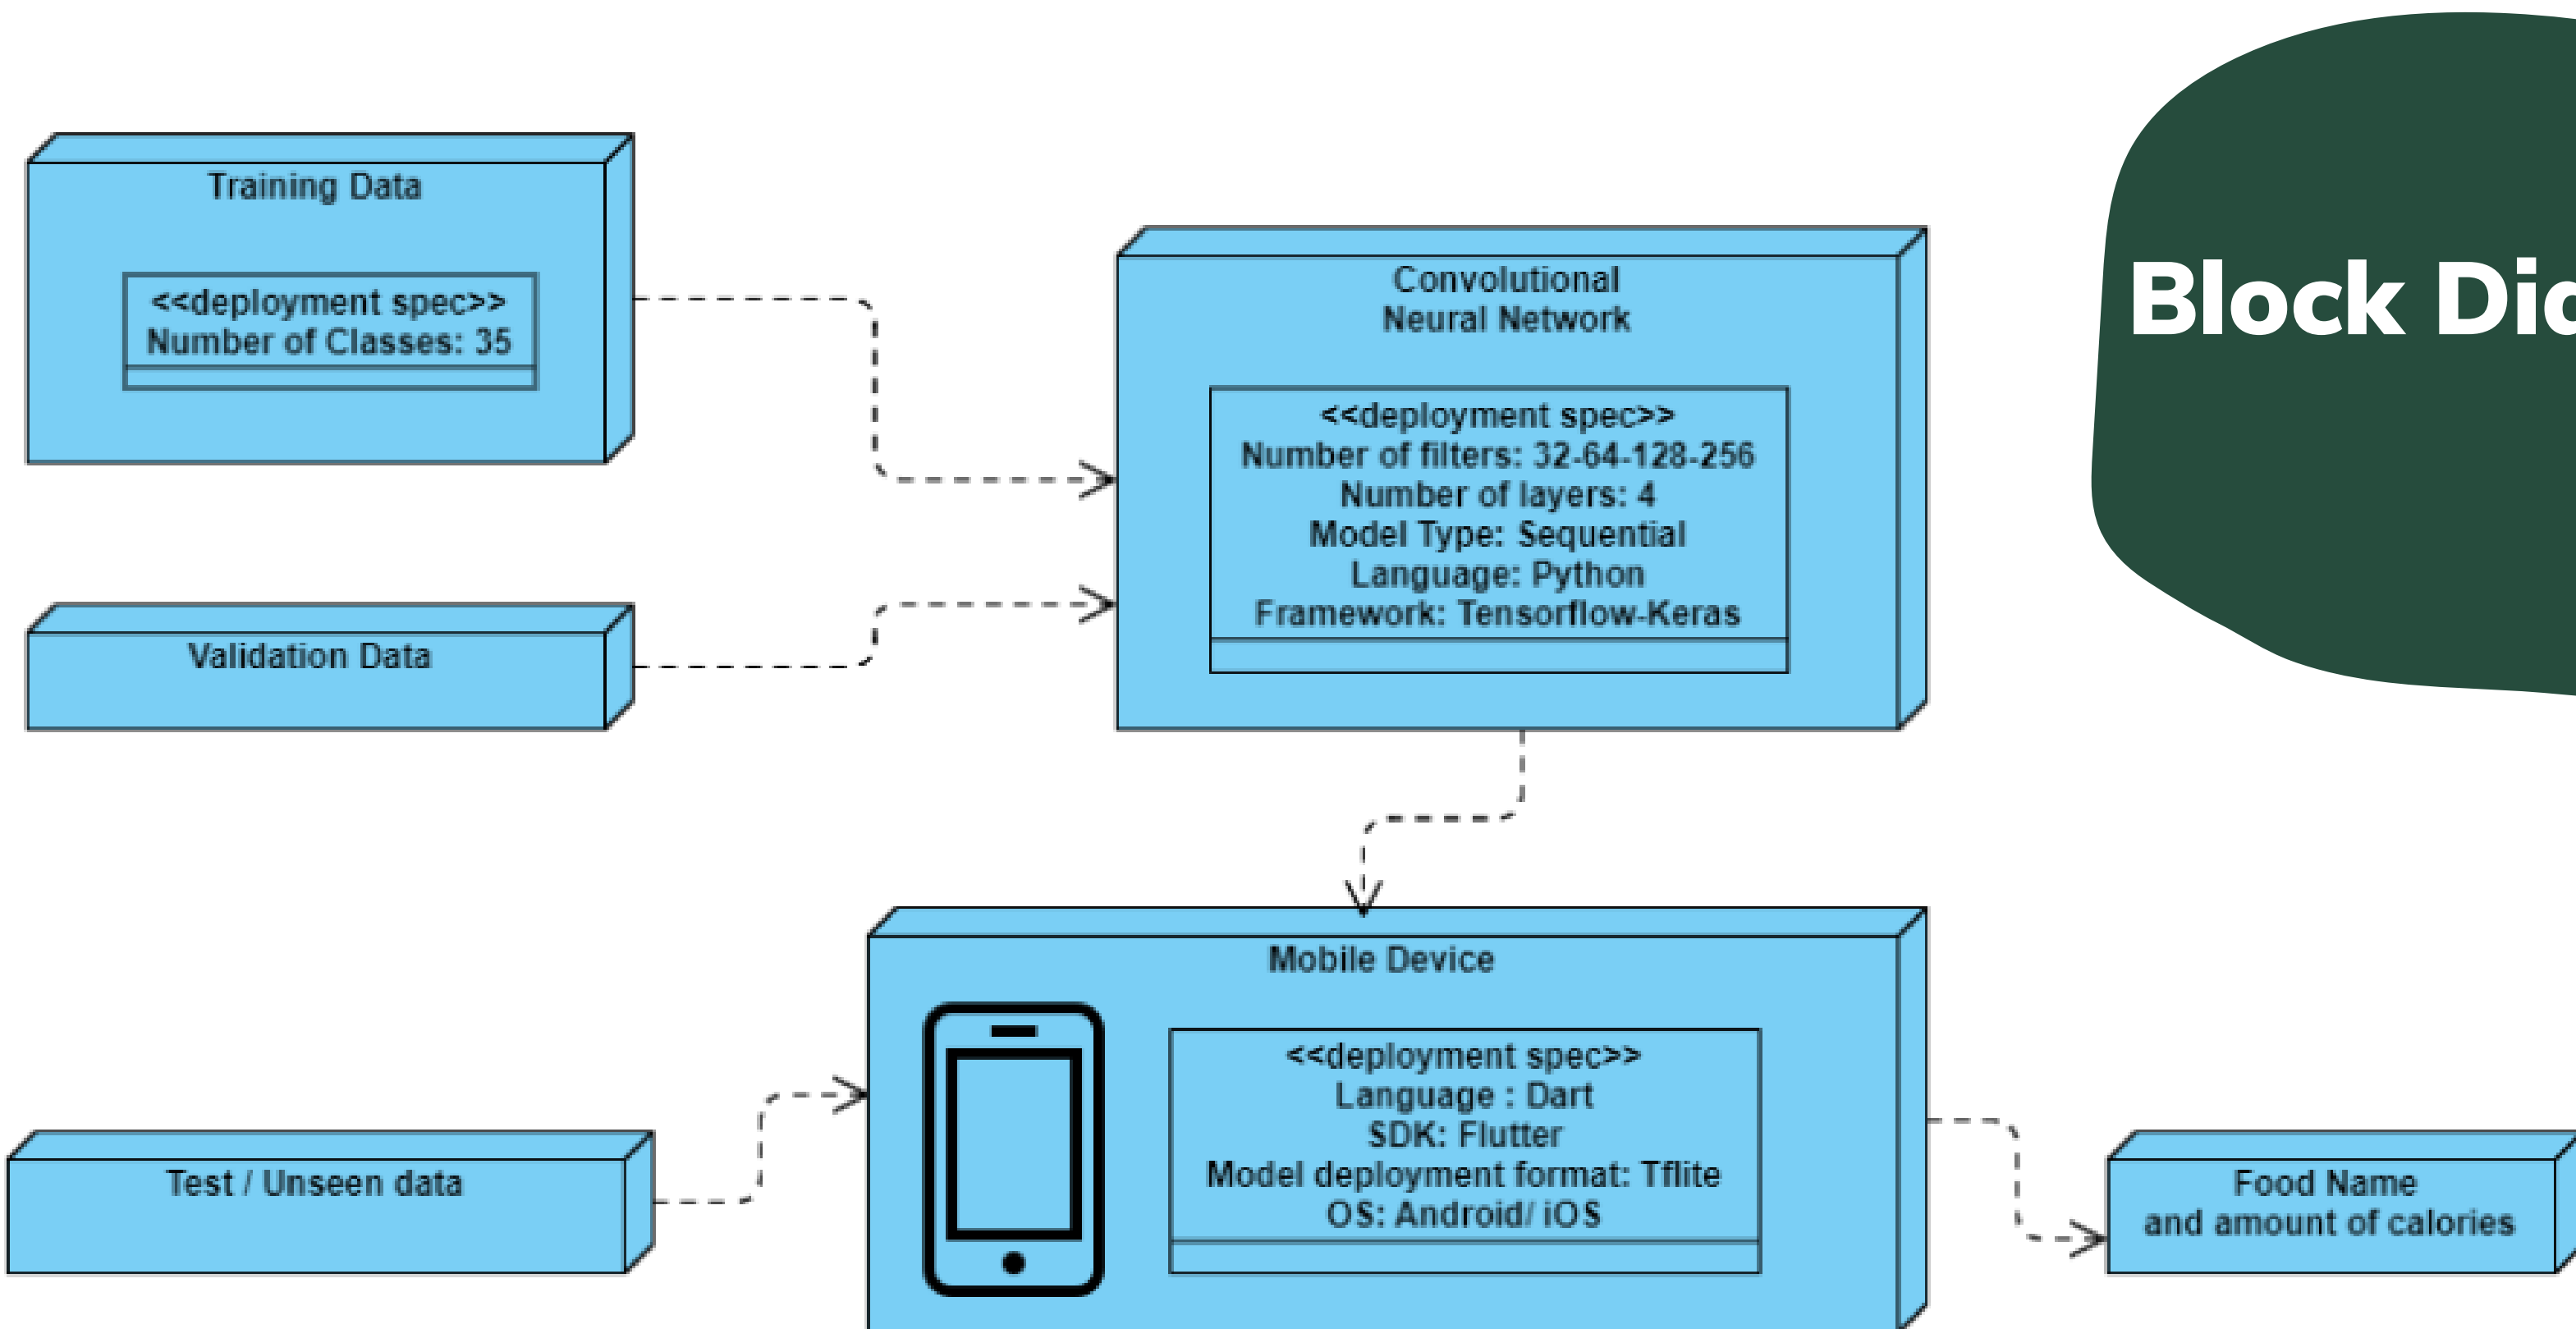 Training Data
<<deployment spec>>
Number of Classes: 35
Convolutional
Neural Network
<<deployment spec>>
Number of filters: 32-64-128-256
Number of layers: 4
Model Type: Sequential
Language: Python
Framework: Tensorflow-Keras
Block
Validation Data
Mobile Device
<<deployment spec>>
Language : Dart
SDK: Flutter
Model deployment format: Tflite
OS: Android/ iOS
Test / Unseen data
Food Name
and amount of calories